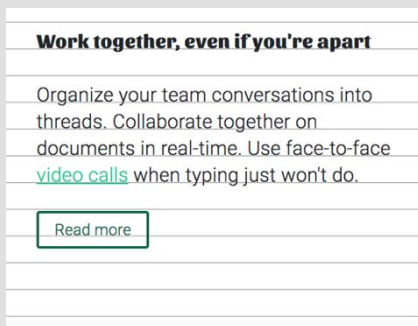 Work together, even if you're apart
Organize your team conversations into
threads. Collaborate together on
documents in real-time. Use face-to-face
video calls when typing just won't do.
Read more